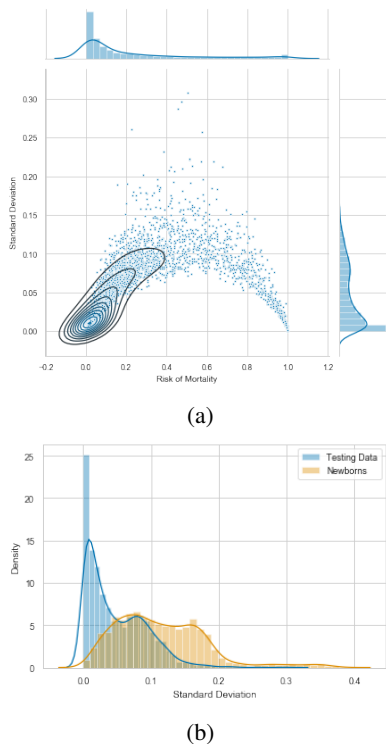 0.30
0.25
0.20
0.15
0.10
0.05
0.00
Standard Deviation
−0.2 0.0 0.2 0.4 0.6 0.8 1.0 1.2
Risk of Mortality
(a)
Testing Data
Newborns
25
20
15
10
5
0
Density
0.0 0.1 0.2 0.3 0.4
Standard Deviation
(b)